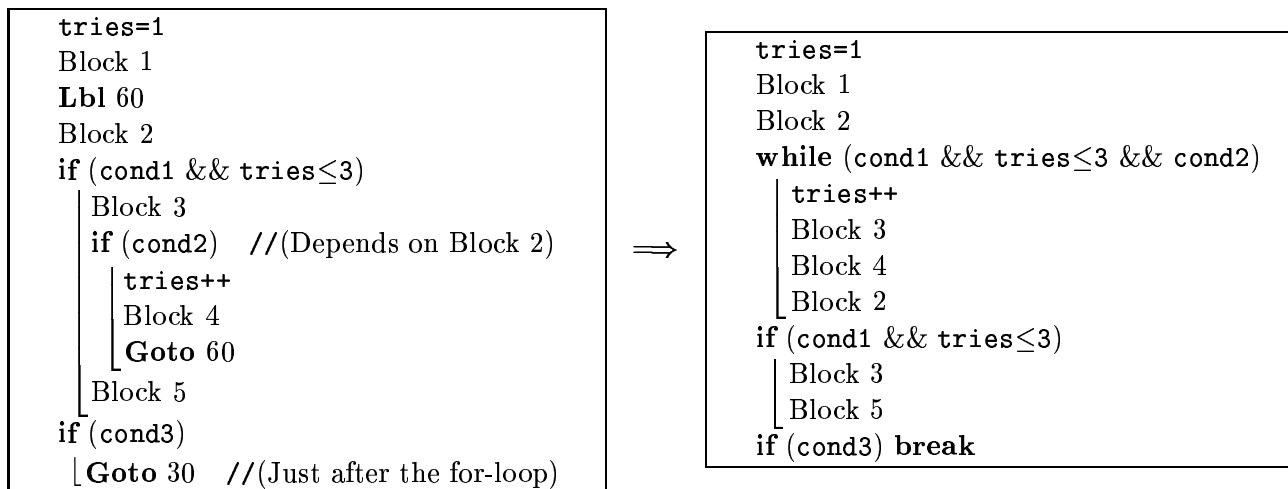 tries=1
Block 1
Lbl 60
Block 2
if (cond1 && tries≤3)
Block 3
if (cond2) //(Depends on Block 2)
tries++
Block 4
Goto 60
Block 5
if (cond3)
Goto 30 //(Just after the for-loop)
⟹
tries=1
Block 1
Block 2
while (cond1 && tries≤3 && cond2)
tries++
Block 3
Block 4
Block 2
if (cond1 && tries≤3)
Block 3
Block 5
if (cond3) break